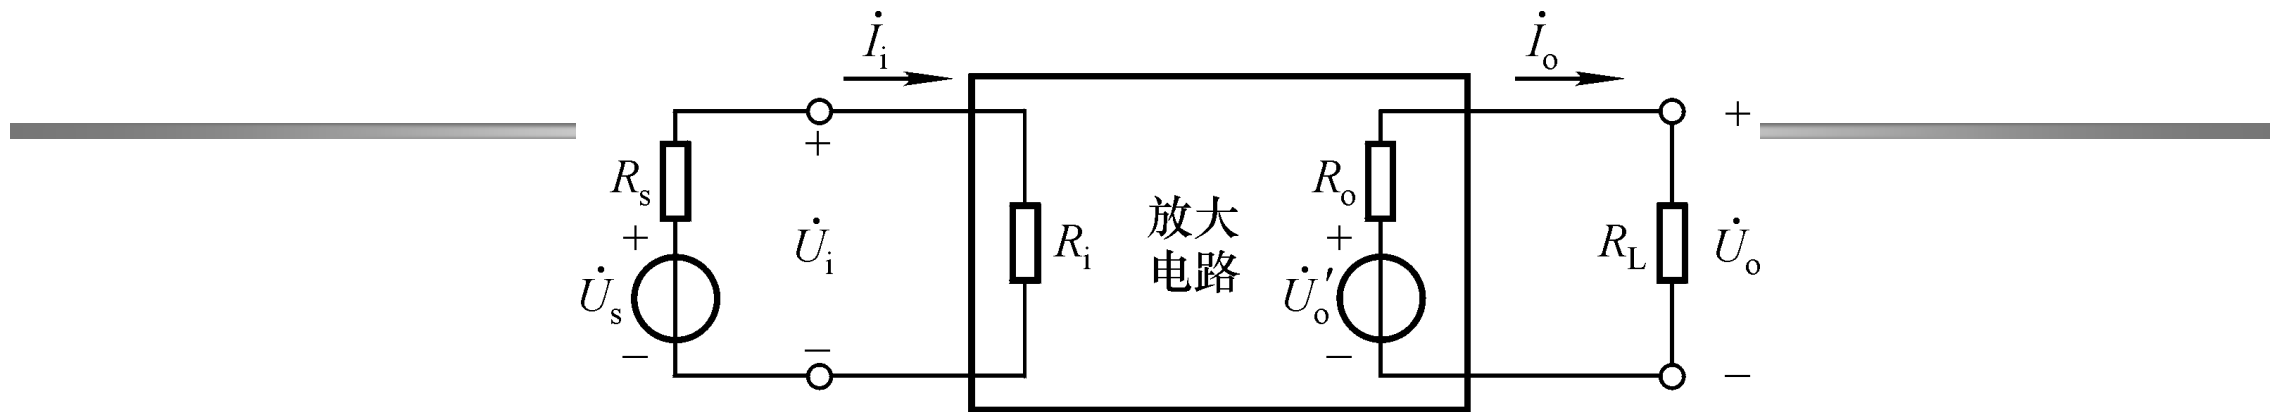 İi
İo
+
+
Rs
Ro
放大
电路
+
U̇i
Ri
+
RL
U̇o
U̇s
U̇o′
−
−
−
−